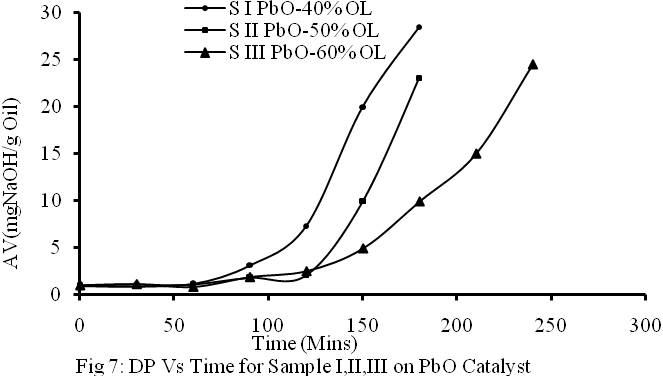 S I PbO-40%OL
S II PbO-50%OL
S III PbO-60%OL
AV(mgNaOH/g Oil)
30
25
20
15
10
5
0
0 50 100 150 200 250 300
Time (Mins)
Fig 7: DP Vs Time for Sample I,II,III on PbO Catalyst